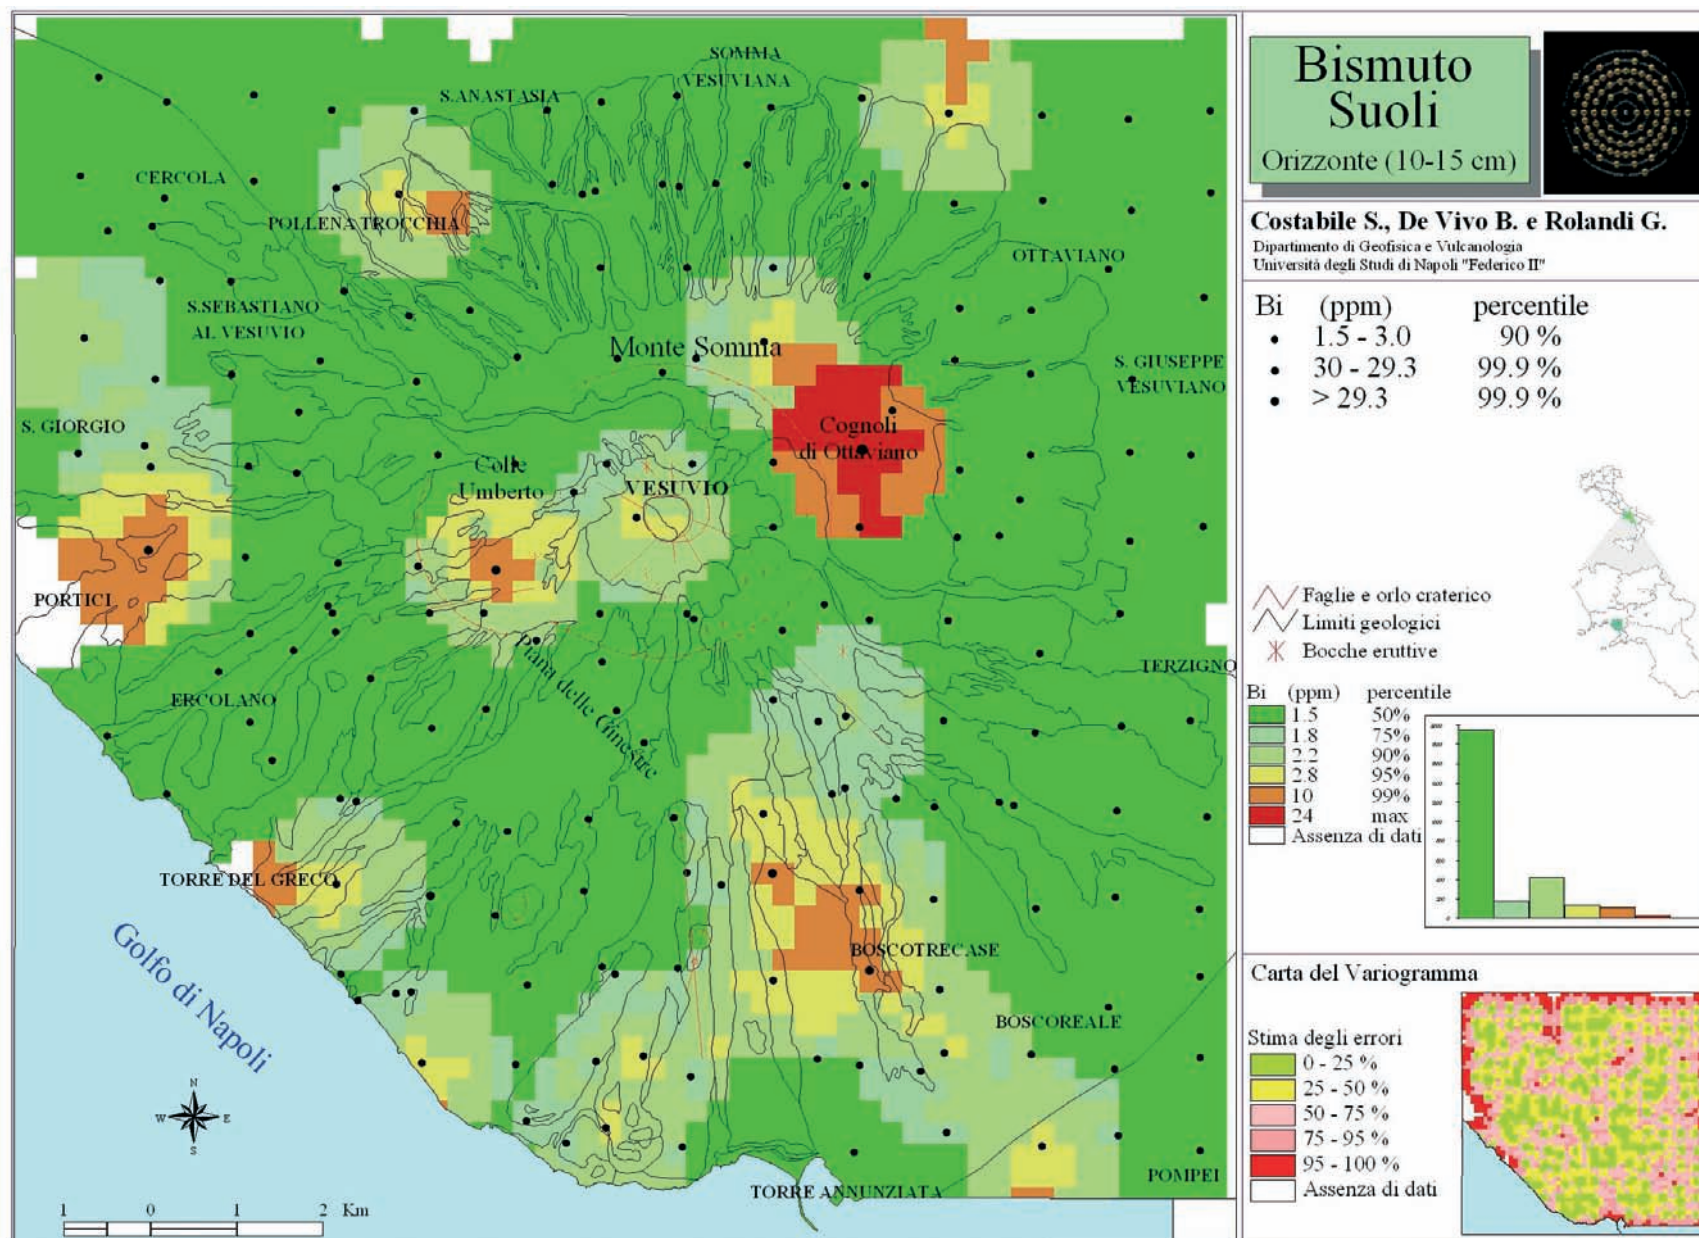 SOMMA
VESUVIANA
S.ANASTASIA
CERCOLA
POLLENA TROCCHIA
OTTAVIANO
S.SEBASTIANO
AL VESUVIO
Monte Somma
S. GIUSEPPE
VESUVIANO
S. GIORGIO
Cognoli
di Ottaviano
Colle
Umberto
VESUVIO
PORTICI
Piana delle Ginestre
TERZIGNO
ERCOLANO
TORRE DEL GRECO
BOSCOTRECASE
Golfo di Napoli
BOSCOREALE
POMPEI
TORRE ANNUNZIATA
N
W E
S
1 0 1 2 Km
Bismuto
Suoli
Orizzonte (10-15 cm)
Costabile S., De Vivo B. e Rolandi G.
Dipartimento di Geofisica e Vulcanologia
Università degli Studi di Napoli "Federico II"
Bi (ppm) percentile
1.5 - 3.0 90 %
30 - 29.3 99.9 %
> 29.3 99.9 %
Faglie e orlo craterico
Limiti geologici
Bocche eruttive
Bi (ppm) percentile
1.5 50%
1.8 75%
2.2 90%
2.8 95%
10 99%
24 max
Assenza di dati
Carta del Variogramma
Stima degli errori
0 - 25 %
25 - 50 %
50 - 75 %
75 - 95 %
95 - 100 %
Assenza di dati